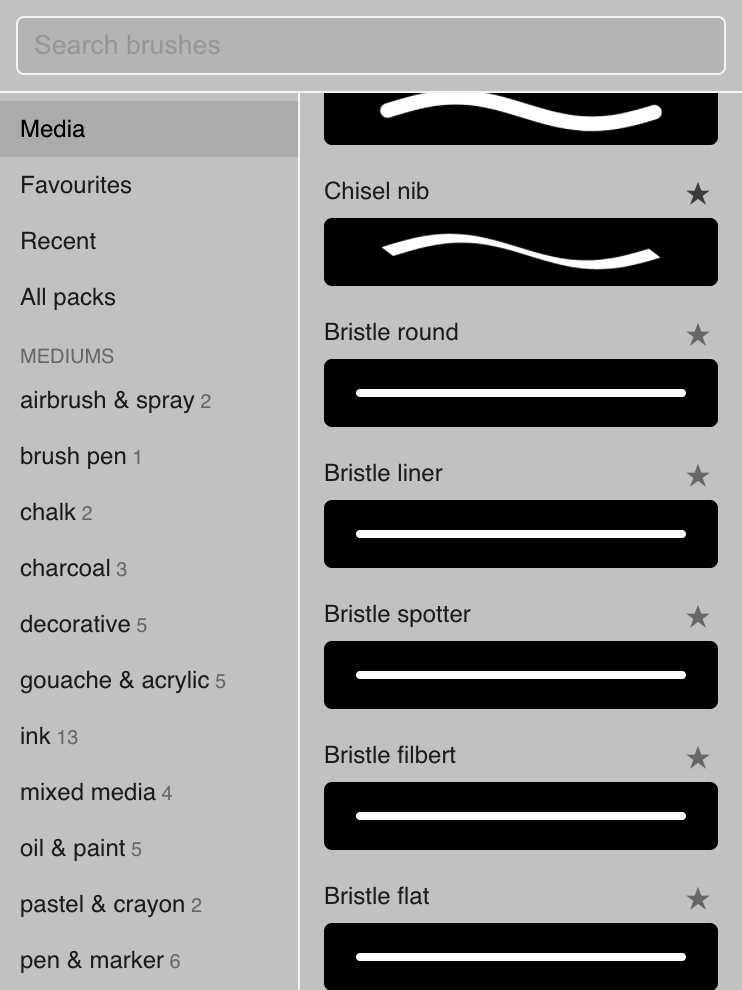 Search brushes
Media
Favourites
Recent
All packs
MEDIUMS
airbrush & spray 2
brush pen 1
chalk 2
charcoal 3
decorative 5
gouache & acrylic 5
ink 13
mixed media 4
oil & paint 5
pastel & crayon 2
pen & marker 6
Chisel nib
Bristle round
Bristle liner
Bristle spotter
Bristle filbert
Bristle flat